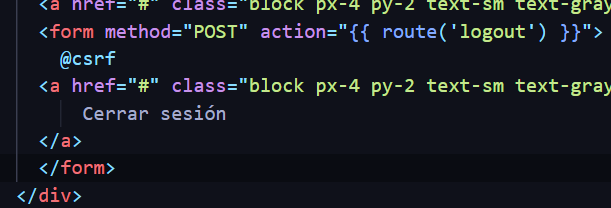 <a href="#" class="block px-4 py-2 text-sm text-gray
<form method="POST" action="{{ route('logout') }}">
@csrf
<a href="#" class="block px-4 py-2 text-sm text-gray
Cerrar sesión
</a>
</form>
</div>